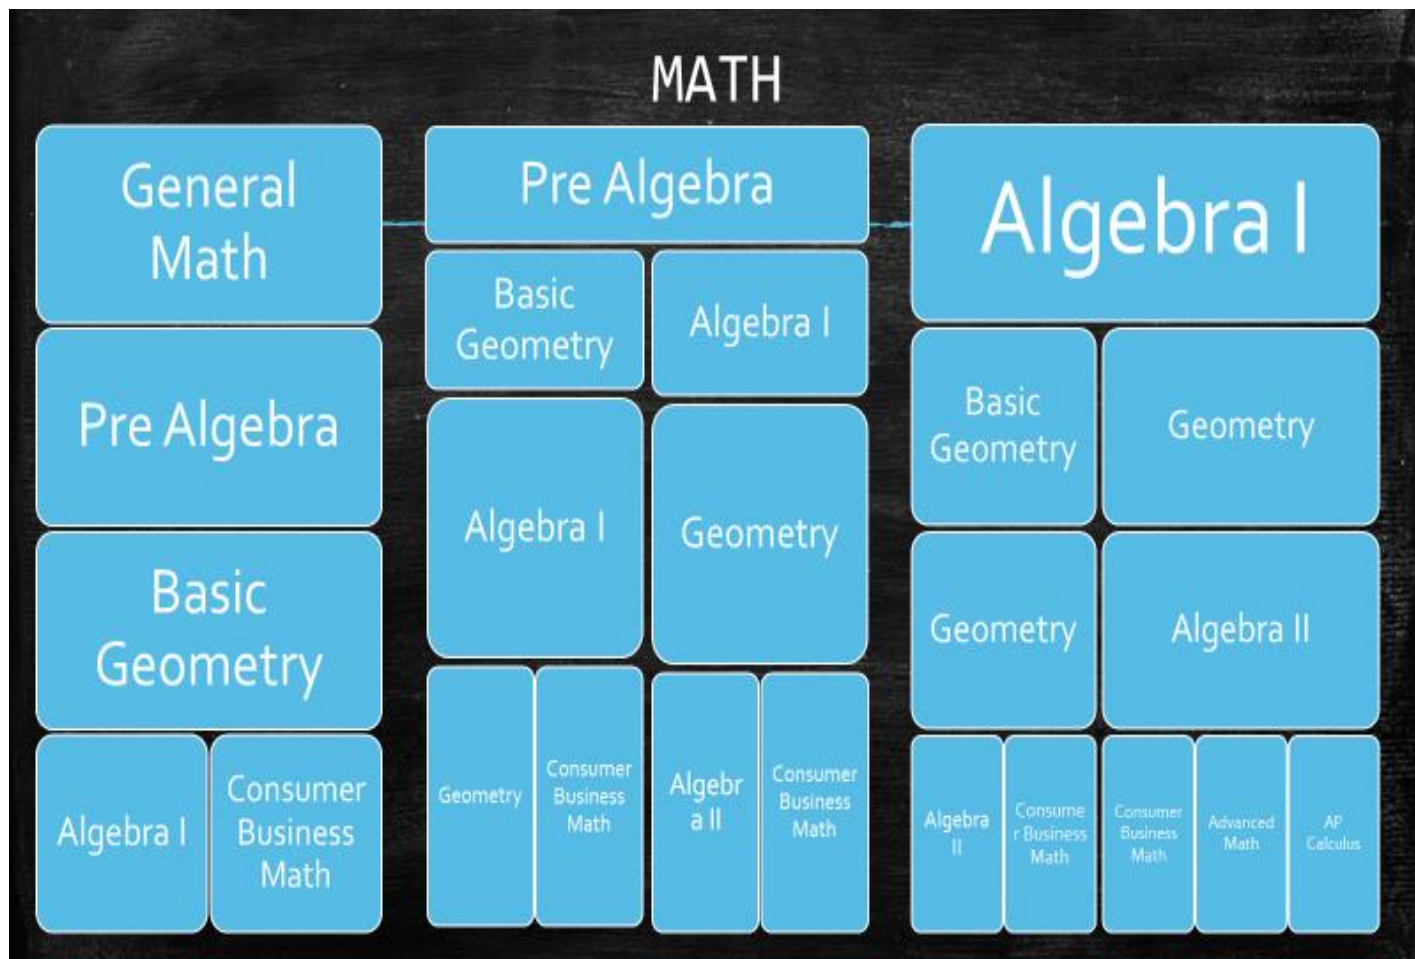 MATH
General
Math
Pre Algebra
Basic
Geometry
Algebra I
Consumer
Business
Math
Pre Algebra
Basic
Geometry
Algebra I
Algebra I
Geometry
Geometry
Consumer
Business
Math
Algebr
a II
Consumer
Business
Math
Algebra I
Basic
Geometry
Geometry
Geometry
Algebra II
Algebra
II
Consume
r Business
Math
Consumer
Business
Math
Advanced
Math
AP
Calculus